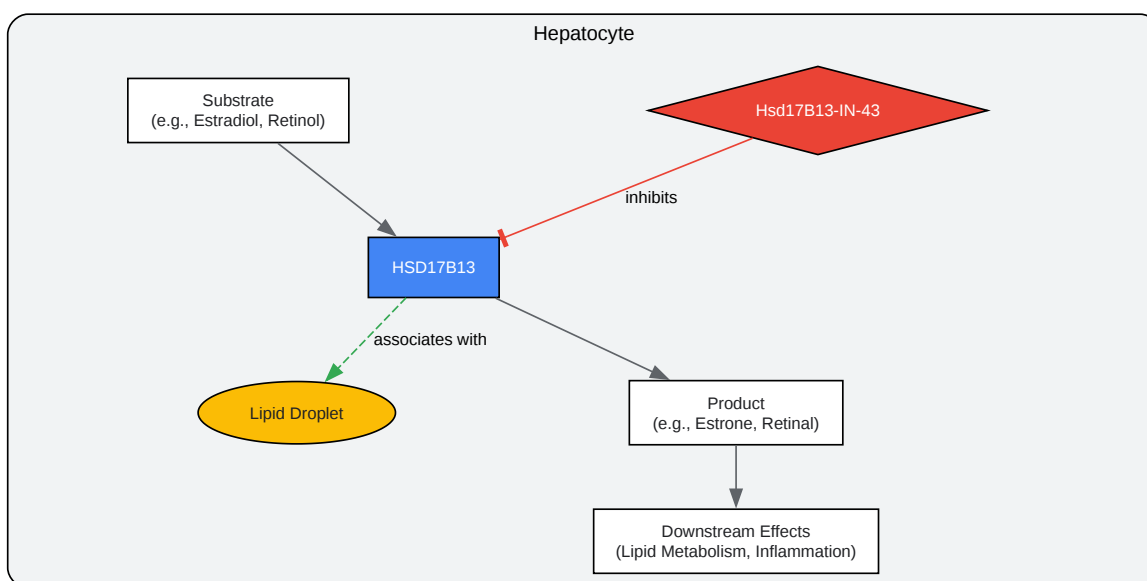 Hepatocyte
Substrate
(e.g., Estradiol, Retinol)
Hsd17B13-IN-43
inhibits
HSD17B13
associates with
Lipid Droplet
Product
(e.g., Estrone, Retinal)
Downstream Effects
(Lipid Metabolism, Inflammation)